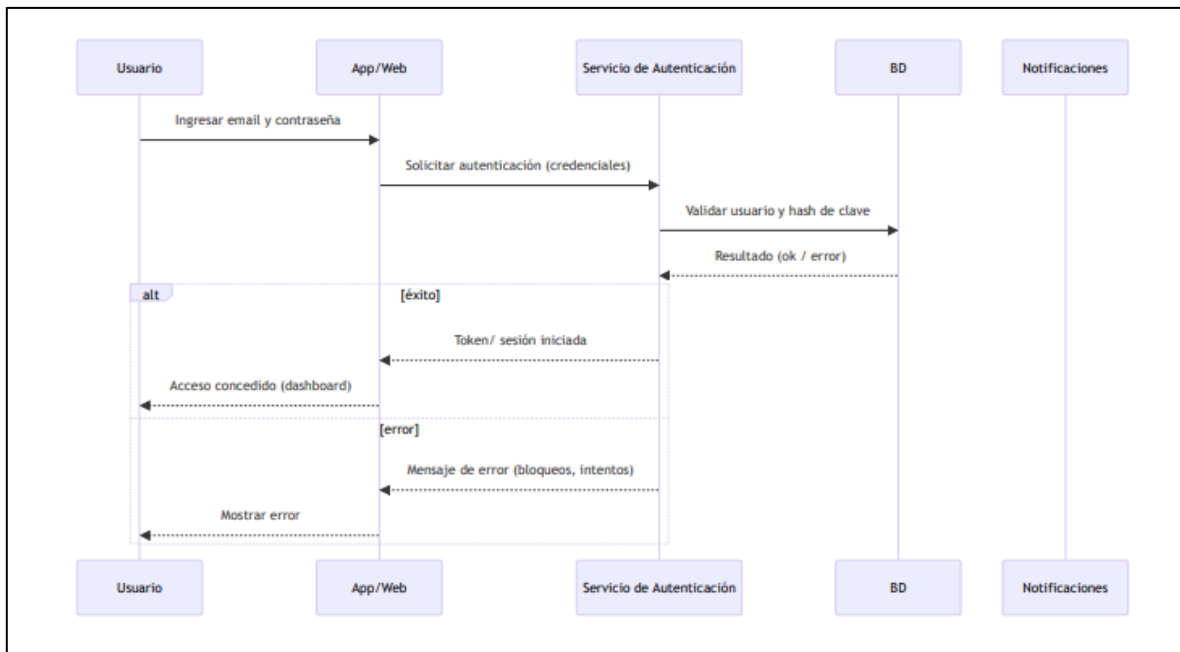 Usuario
App/Web
Servicio de Autenticación
BD
Notificaciones
Ingresar email y contraseña
Solicitar autenticación (credenciales)
Validar usuario y hash de clave
Resultado (ok / error)
alt
[éxito]
Token/ sesión iniciada
Acceso concedido (dashboard)
[error]
Mensaje de error (bloqueos, intentos)
Mostrar error
Usuario
App/Web
Servicio de Autenticación
BD
Notificaciones